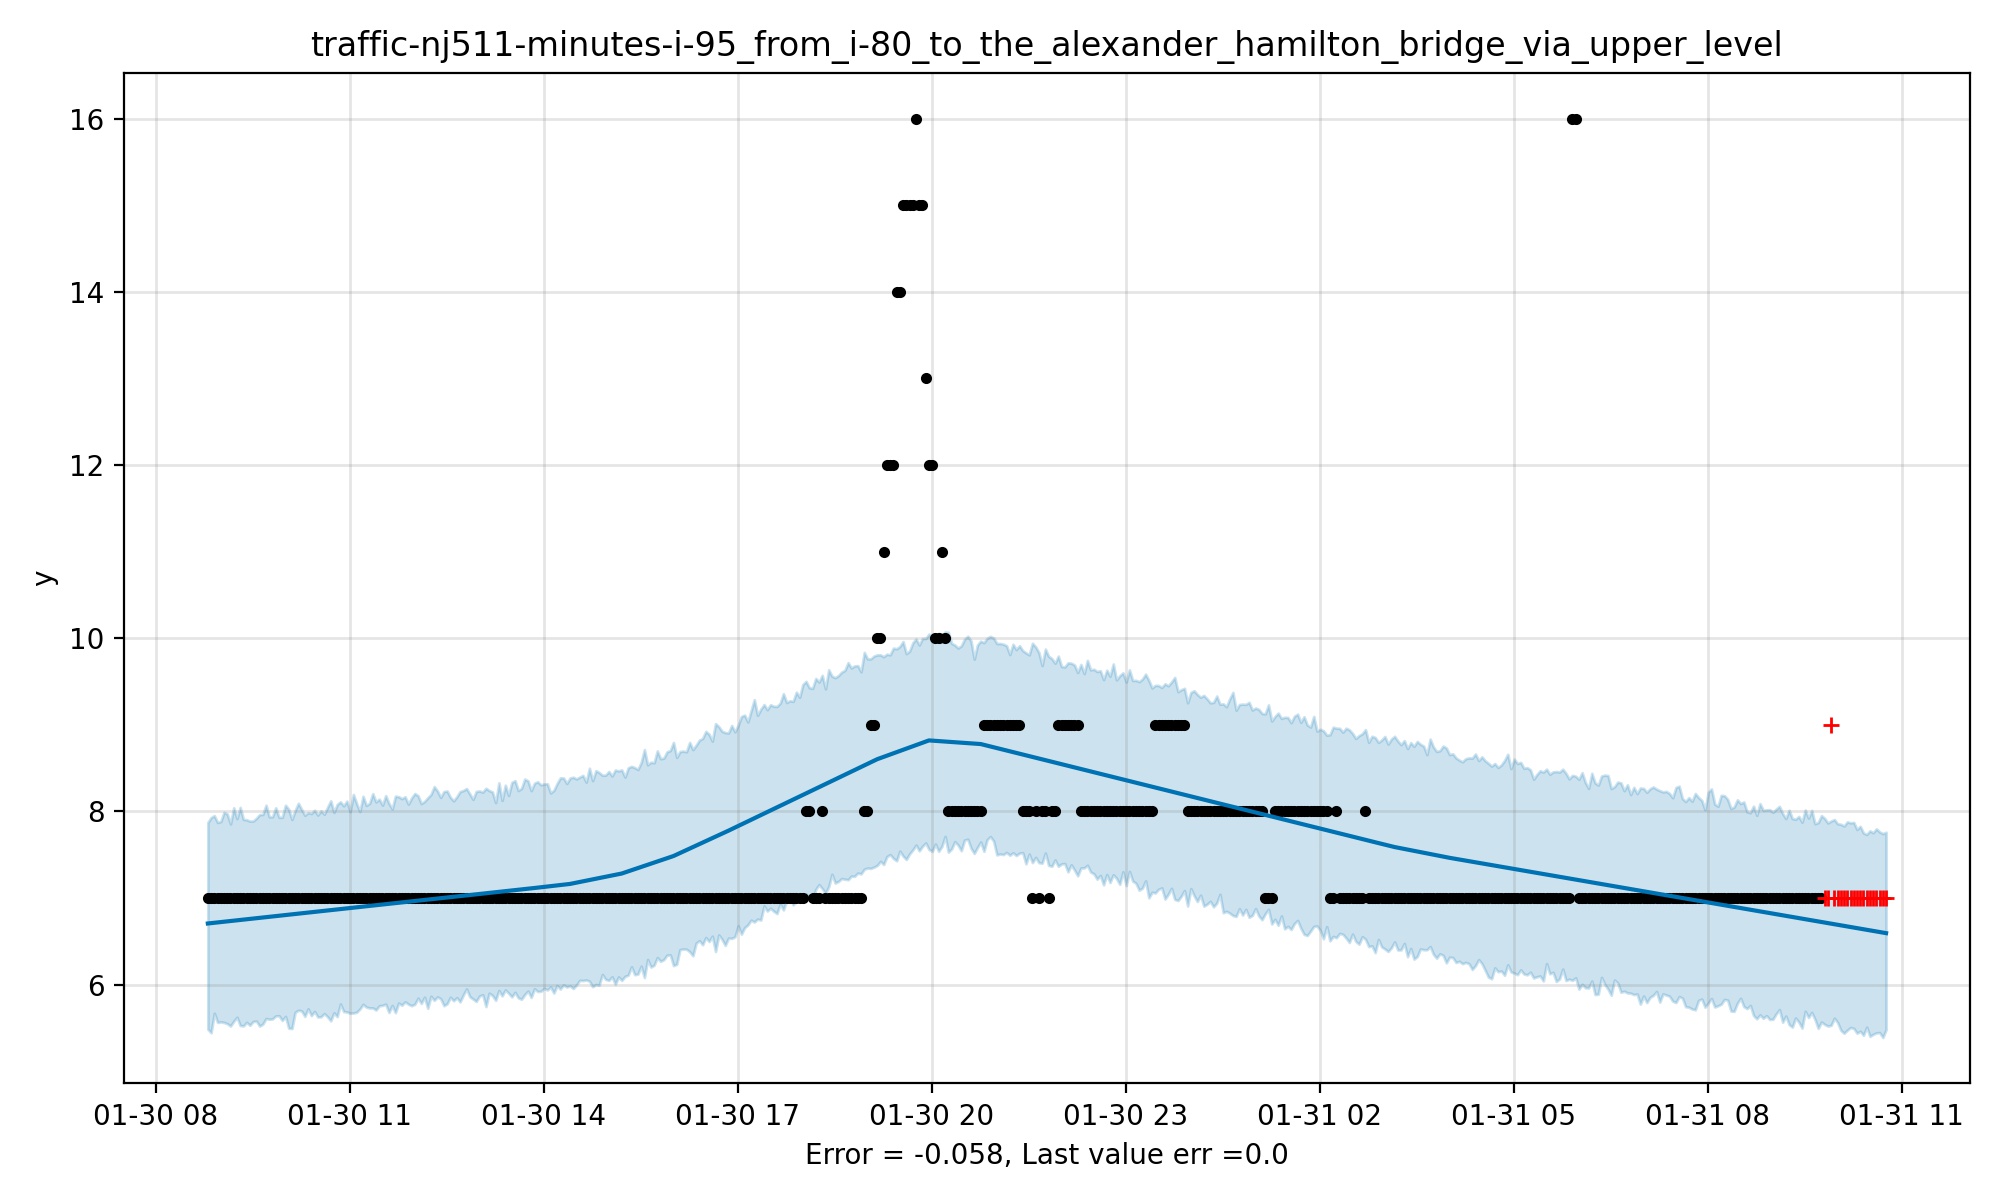 traffic-nj511-minutes-i-95_from_i-80_to_the_alexander_hamilton_bridge_via_upper_level
16
14
12
10
8
6
y
01-30 08 01-30 11 01-30 14 01-30 17 01-30 20 01-30 23 01-31 02 01-31 05 01-31 08 01-31 11
Error = -0.058, Last value err =0.0